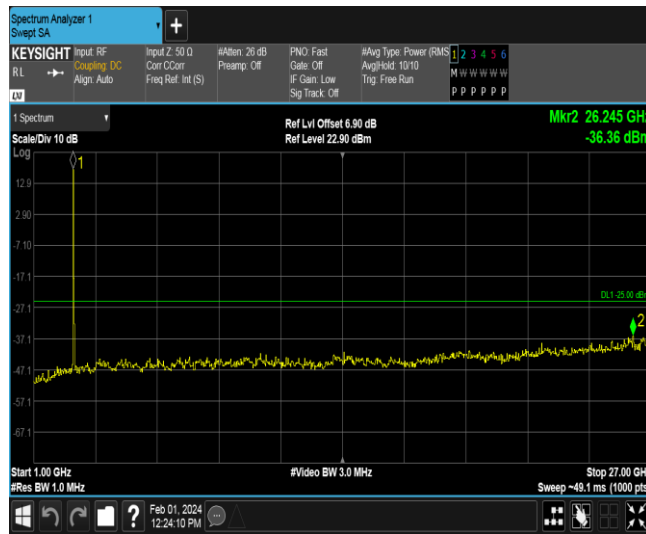 Spectrum Analyzer 1
Swept SA
+
KEYSIGHT
RL
LXI
Input: RF
Coupling: DC
Align: Auto
Input Z: 50 Ω
Corr CCorr
Freq Ref: Int (S)
#Atten: 26 dB
Preamp: Off
PNO: Fast
Gate: Off
IF Gain: Low
Sig Track: Off
#Avg Type: Power (RMS
Avg|Hold: 10/10
Trig: Free Run
1 2 3 4 5 6
M W W W W W
P P P P P P
1 Spectrum
Scale/Div 10 dB
Log
Ref Lvl Offset 6.90 dB
Ref Level 22.90 dBm
Mkr2 26.245 GHz
-36.36 dBm
1
12.9
2.90
-7.10
-17.1
-27.1
-37.1
-47.1
-57.1
-67.1
DL1 -25.00 dBm
2
Start 1.00 GHz
#Res BW 1.0 MHz
#Video BW 3.0 MHz
Stop 27.00 GHz
Sweep ~49.1 ms (1000 pts)
?
Feb 01, 2024
12:24:10 PM